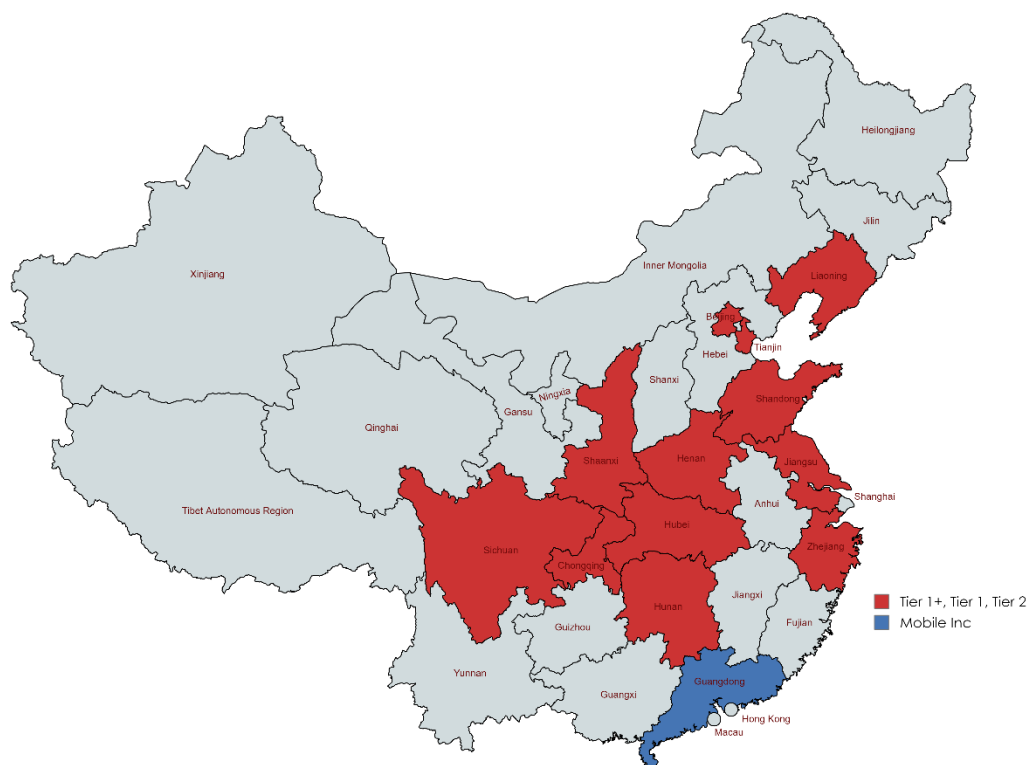 Heilongjiang
Jilin
Xinjiang
Inner Mongolia
Liaoning
Beijing
Tianjin
Hebei
Shanxi
Ningxia
Gansu
Shandong
Qinghai
Shaanxi
Henan
Jiangsu
Shanghai
Anhui
Tibet Autonomous Region
Hubei
Sichuan
Zhejiang
Chongqing
Jiangxi
Hunan
Tier 1+, Tier 1, Tier 2
Fujian
Mobile Inc
Guizhou
Yunnan
Guangdong
Guangxi
Hong Kong
Macau